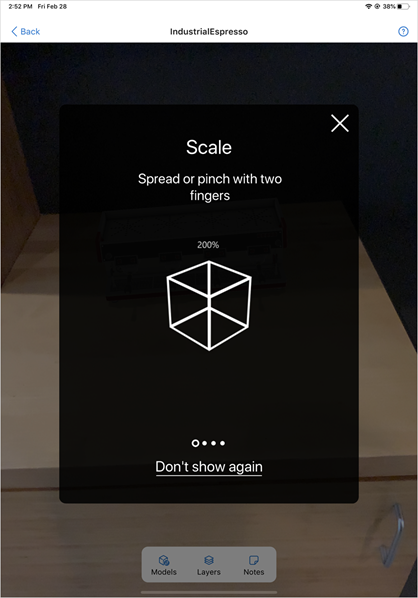 2:52 PM Fri Feb 28
38%
Back
IndustrialEspresso
Scale
Spread or pinch with two
fingers
200%
Don't show again
Models
Layers
Notes